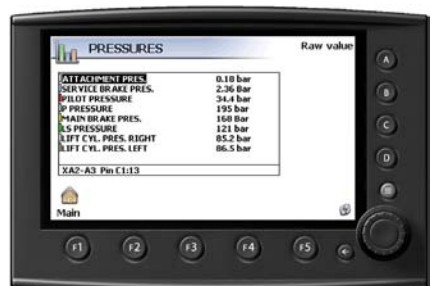 PRESSURES
Raw value
ATTACHMENT PRES. 0.18 bar
SERVICE BRAKE PRES. 2.36 Bar
PILOT PRESSURE 34.4 bar
P PRESSURE 195 bar
MAIN BRAKE PRES. 168 Bar
LS PRESSURE 121 bar
LIFT CYL. PRES. RIGHT 85.2 bar
LIFT CYL. PRES. LEFT 86.5 bar
XA2-A3 Pin C1:13
Main
A
B
C
D
F1 F2 F3 F4 F5